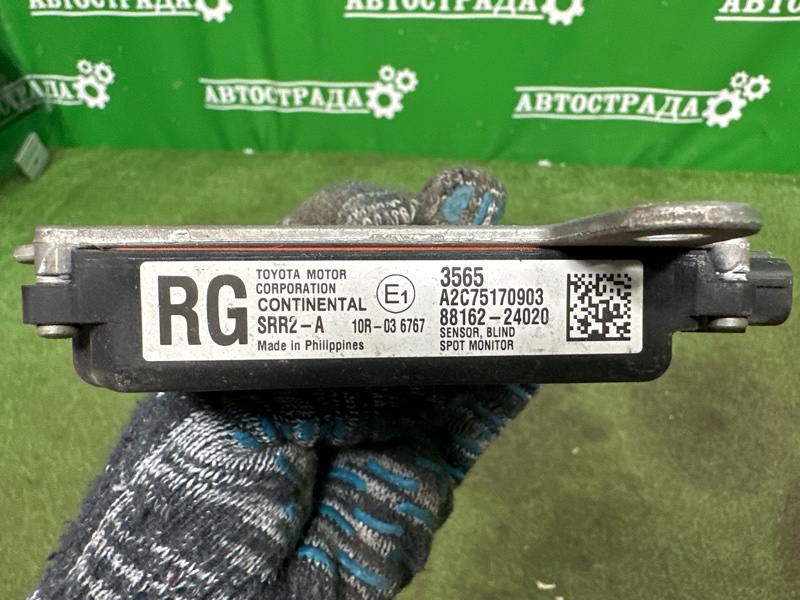 АВТОСТРАДА
АВТОСТРАДА
АВТОСТРАДА
АВТОСТРАДА
АВТОСТРАДА
RG
TOYOTA MOTOR
CORPORATION
CONTINENTAL
SRR2-A 10R-03 6767
Made in Philippines
E1
3565
A2C75170903
88162-24020
SENSOR, BLIND
SPOT MONITOR